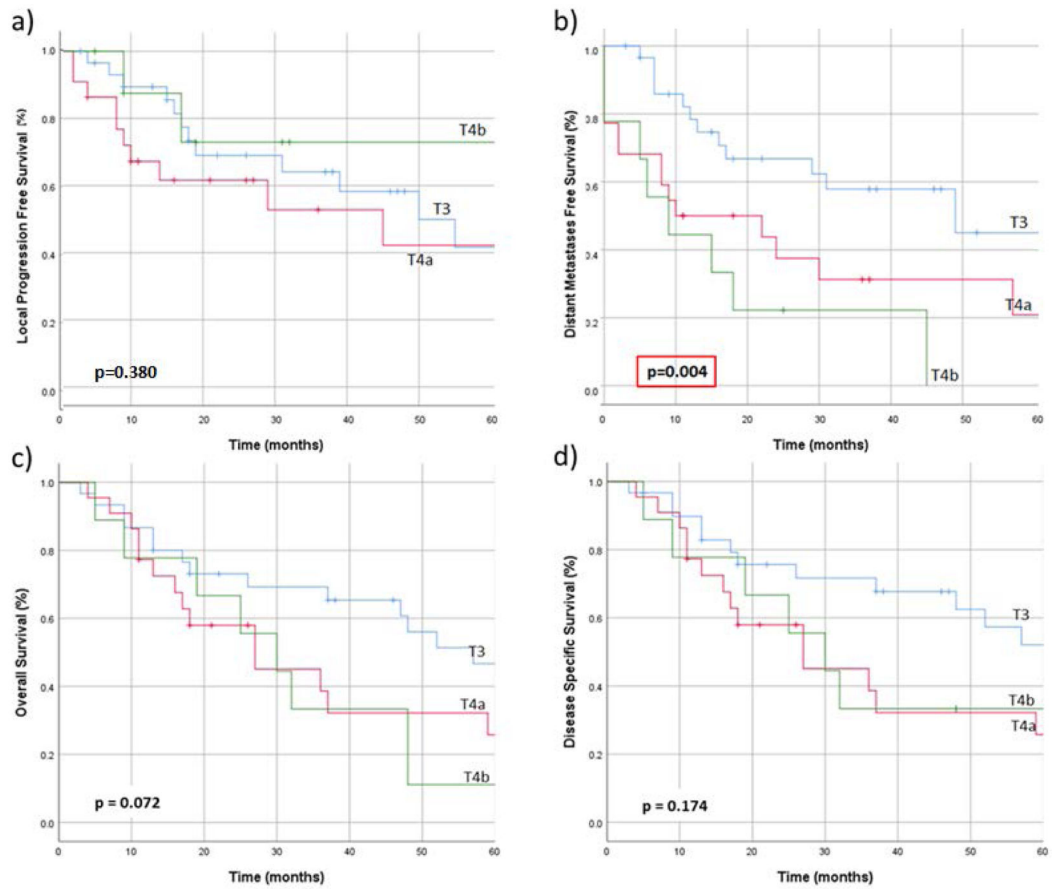 a)
Local Progression Free Survival (%)
1.0
0.8
0.6
0.4
0.2
0.0
T4b
T3
T4a
p=0.380
0 10 20 30 40 50 60
Time (months)
b)
Distant Metastases Free Survival (%)
1.0
0.8
0.6
0.4
0.2
0.0
T3
T4a
T4b
p=0.004
0 10 20 30 40 50 60
Time (months)
c)
Overall Survival (%)
1.0
0.8
0.6
0.4
0.2
0.0
T3
T4a
T4b
p = 0.072
0 10 20 30 40 50 60
Time (months)
d)
Disease Specific Survival (%)
1.0
0.8
0.6
0.4
0.2
0.0
T3
T4b
T4a
p = 0.174
0 10 20 30 40 50 60
Time (months)